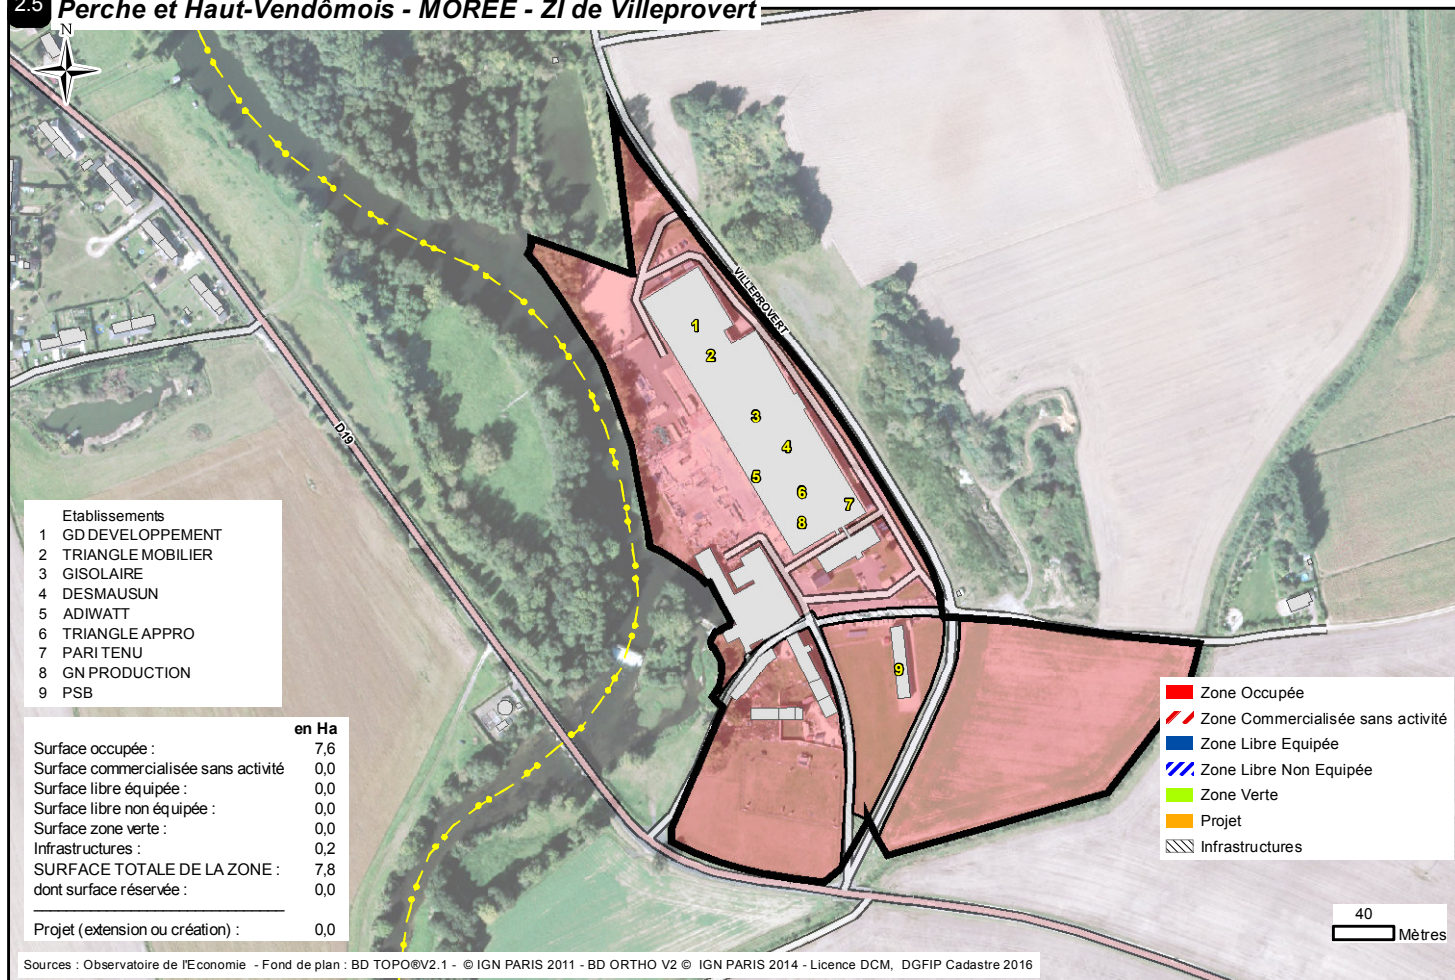 2.5 Perche et Haut-Vendômois - MOREE - ZI de Villeprovert
N
VILLEPROVERT
D19
1
2
3
4
5
6
7
8
9
Etablissements
1 GD DEVELOPPEMENT
2 TRIANGLE MOBILIER
3 GISOLAIRE
4 DESMAUSUN
5 ADIWATT
6 TRIANGLE APPRO
7 PARI TENU
8 GN PRODUCTION
9 PSB
en Ha
Surface occupée : 7,6
Surface commercialisée sans activité 0,0
Surface libre équipée : 0,0
Surface libre non équipée : 0,0
Surface zone verte : 0,0
Infrastructures : 0,2
SURFACE TOTALE DE LA ZONE : 7,8
dont surface réservée : 0,0
Projet (extension ou création) : 0,0
Zone Occupée
Zone Commercialisée sans activité
Zone Libre Equipée
Zone Libre Non Equipée
Zone Verte
Projet
Infrastructures
40
Mètres
Sources : Observatoire de l'Economie - Fond de plan : BD TOPO®V2.1 - © IGN PARIS 2011 - BD ORTHO V2 © IGN PARIS 2014 - Licence DCM, DGFIP Cadastre 2016